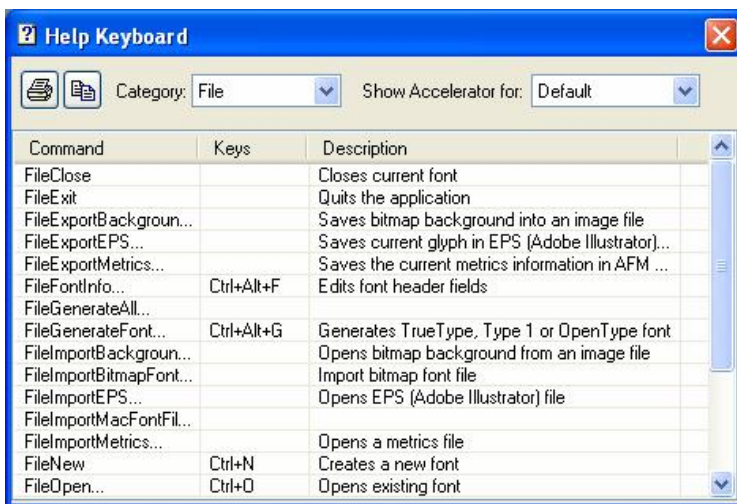 Help Keyboard
Category: File Show Accelerator for: Default
Command Keys Description
FileClose Closes current font
FileExit Quits the application
FileExportBackgroun... Saves bitmap background into an image file
FileExportEPS... Saves current glyph in EPS (Adobe Illustrator)...
FileExportMetrics... Saves the current metrics information in AFM ...
FileFontInfo... Ctrl+Alt+F Edits font header fields
FileGenerateAll...
FileGenerateFont... Ctrl+Alt+G Generates TrueType, Type 1 or OpenType font
FileImportBackgroun... Opens bitmap background from an image file
FileImportBitmapFont... Import bitmap font file
FileImportEPS... Opens EPS (Adobe Illustrator) file
FileImportMacFontFil...
FileImportMetrics... Opens a metrics file
FileNew Ctrl+N Creates a new font
FileOpen... Ctrl+O Opens existing font